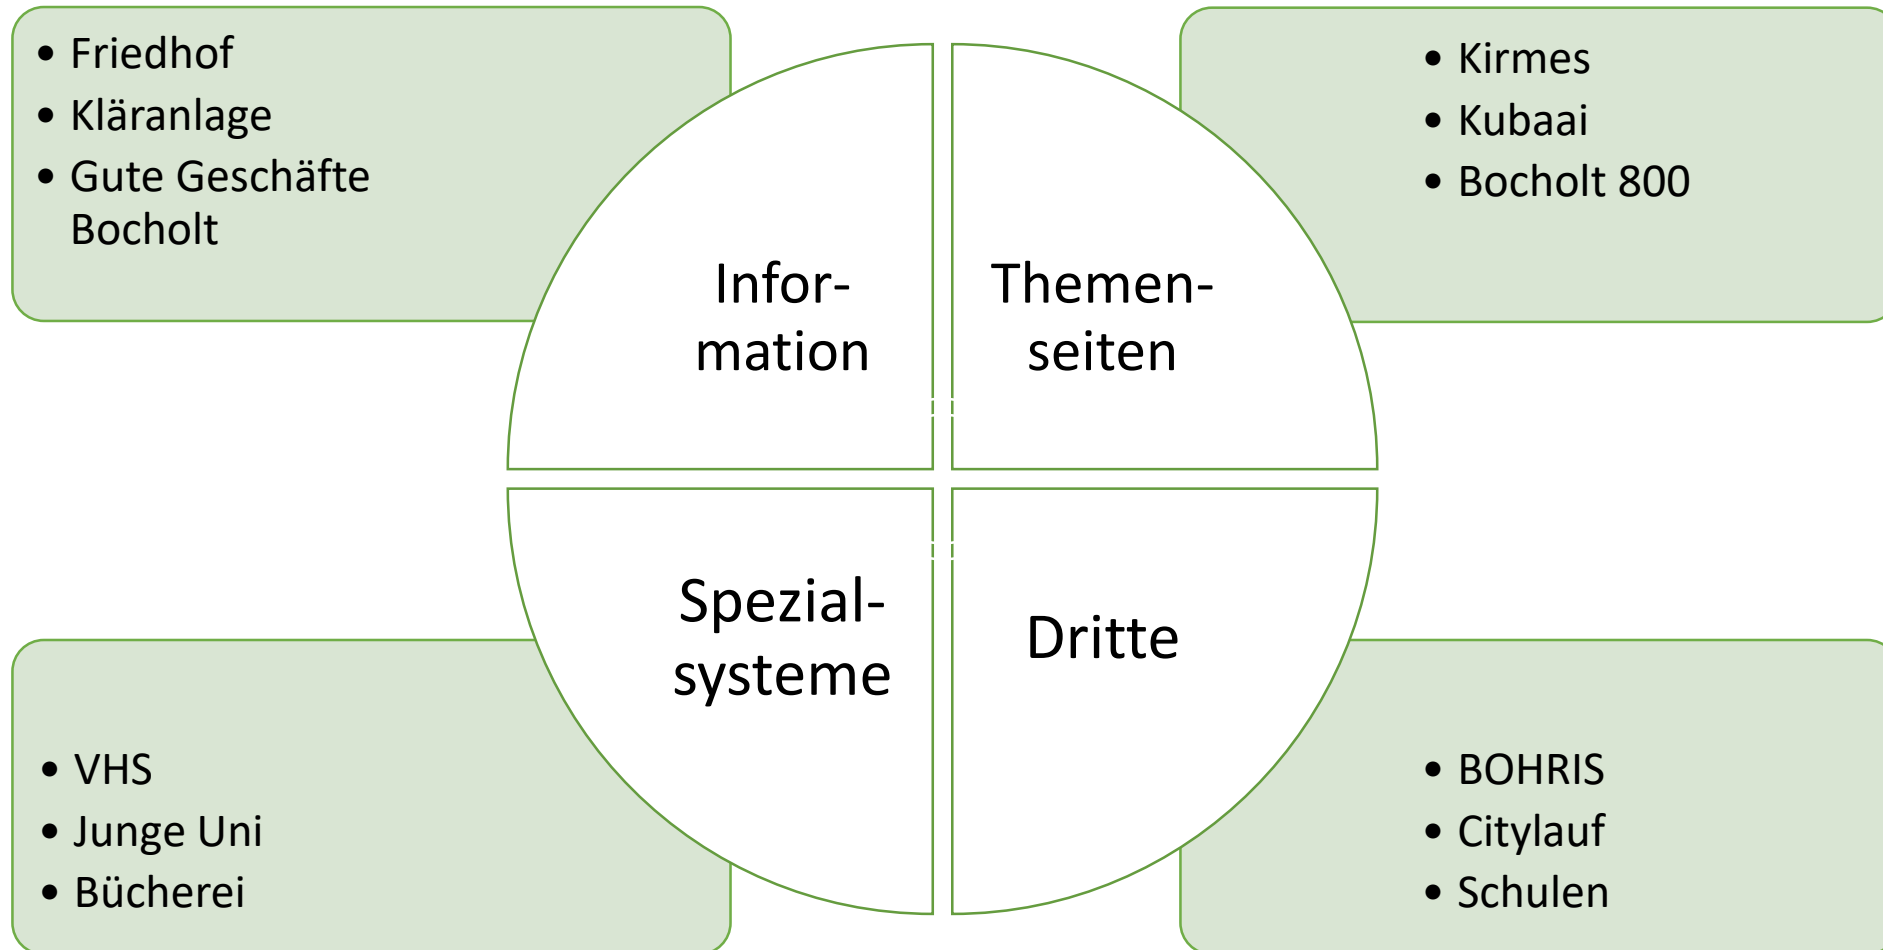 • Friedhof
• Kläranlage
• Gute Geschäfte
Bocholt
• Kirmes
• Kubaai
• Bocholt 800
Infor-
mation
Themen-
seiten
Spezial-
systeme
Dritte
• VHS
• Junge Uni
• Bücherei
• BOHRIS
• Citylauf
• Schulen